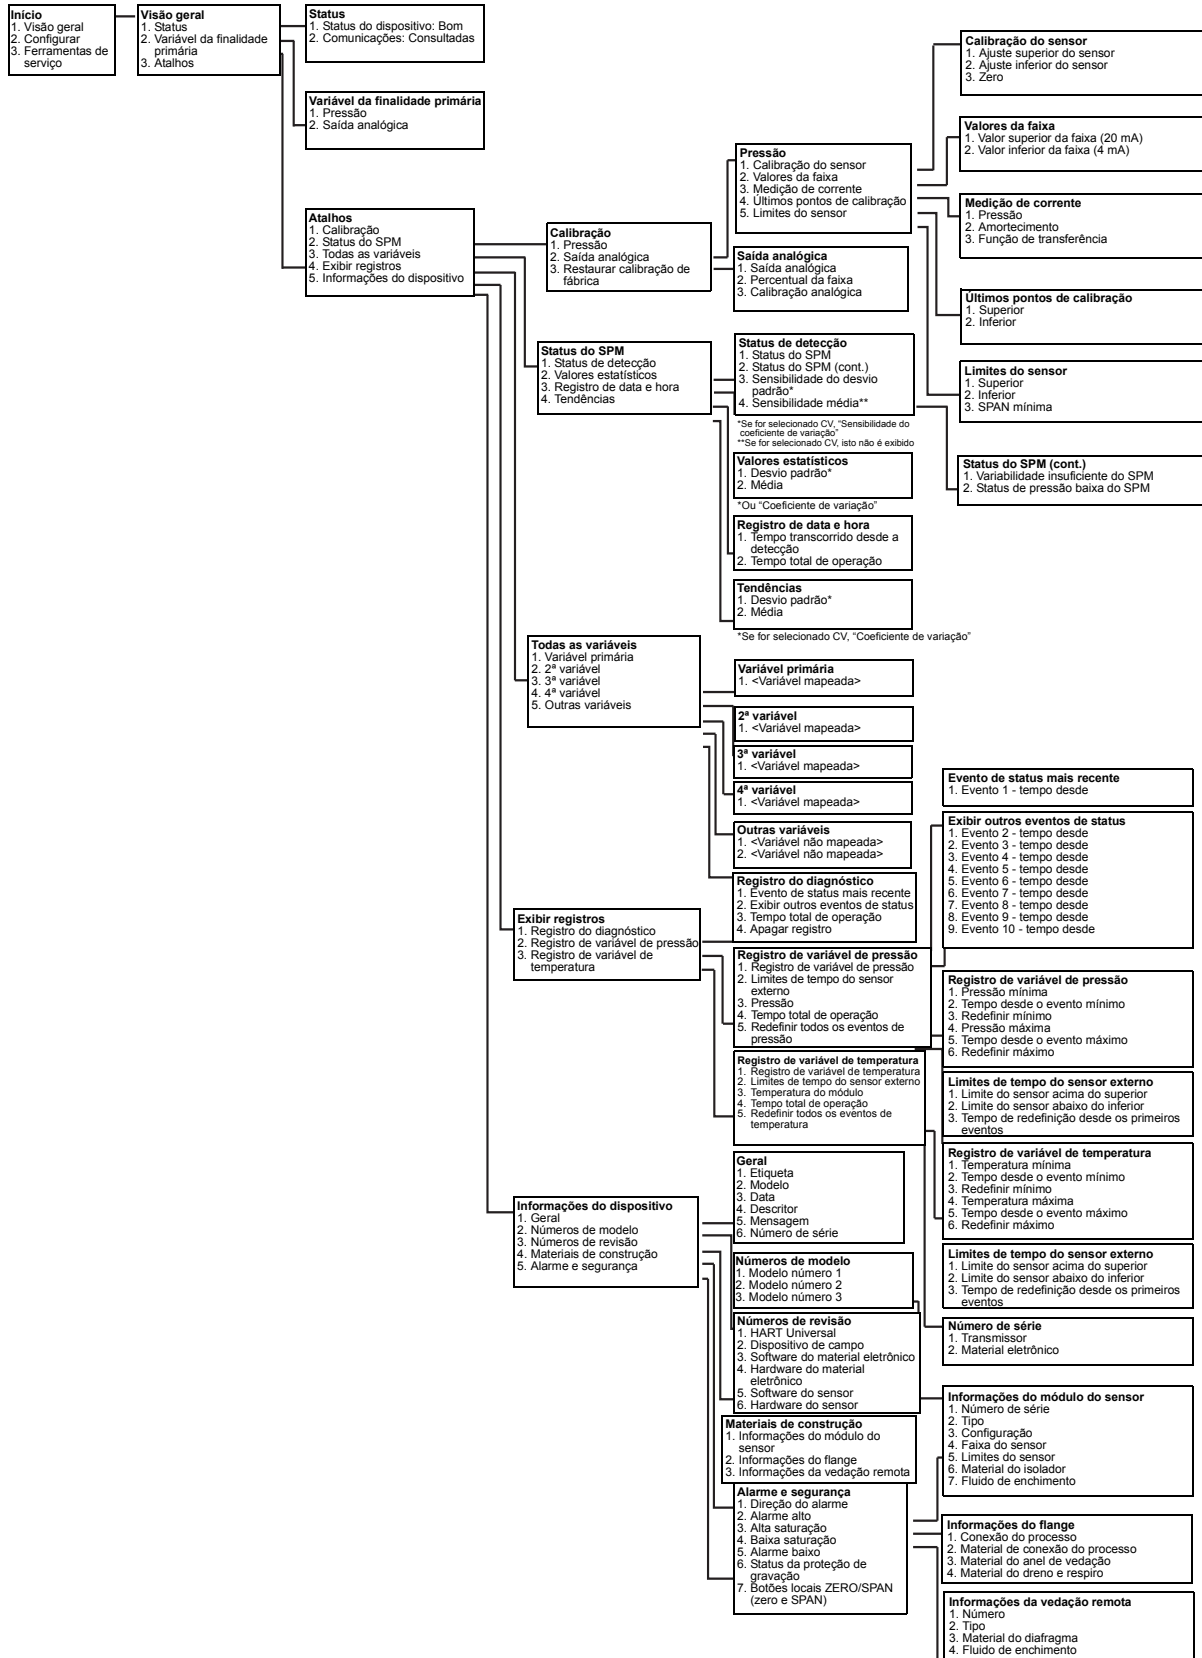 Início
1. Visão geral
2. Configurar
3. Ferramentas de
serviço
Visão geral
1. Status
2. Variável da finalidade
primária
3. Atalhos
Status
1. Status do dispositivo: Bom
2. Comunicações: Consultadas
Variável da finalidade primária
1. Pressão
2. Saída analógica
Atalhos
1. Calibração
2. Status do SPM
3. Todas as variáveis
4. Exibir registros
5. Informações do dispositivo
Calibração
1. Pressão
2. Saída analógica
3. Restaurar calibração de
fábrica
Pressão
1. Calibração do sensor
2. Valores da faixa
3. Medição de corrente
4. Últimos pontos de calibração
5. Limites do sensor
Saída analógica
1. Saída analógica
2. Percentual da faixa
3. Calibração analógica
Calibração do sensor
1. Ajuste superior do sensor
2. Ajuste inferior do sensor
3. Zero
Valores da faixa
1. Valor superior da faixa (20 mA)
2. Valor inferior da faixa (4 mA)
Medição de corrente
1. Pressão
2. Amortecimento
3. Função de transferência
Últimos pontos de calibração
1. Superior
2. Inferior
Limites do sensor
1. Superior
2. Inferior
3. SPAN mínima
Status do SPM
1. Status de detecção
2. Valores estatísticos
3. Registro de data e hora
4. Tendências
Status de detecção
1. Status do SPM
2. Status do SPM (cont.)
3. Sensibilidade do desvio
padrão*
4. Sensibilidade média**
*Se for selecionado CV, "Sensibilidade do
coeficiente de variação"
**Se for selecionado CV, isto não é exibido
Status do SPM (cont.)
1. Variabilidade insuficiente do SPM
2. Status de pressão baixa do SPM
Valores estatísticos
1. Desvio padrão*
2. Média
*Ou "Coeficiente de variação"
Registro de data e hora
1. Tempo transcorrido desde a
detecção
2. Tempo total de operação
Tendências
1. Desvio padrão*
2. Média
*Se for selecionado CV, "Coeficiente de variação"
Todas as variáveis
1. Variável primária
2. 2ª variável
3. 3ª variável
4. 4ª variável
5. Outras variáveis
Variável primária
1. <Variável mapeada>
2ª variável
1. <Variável mapeada>
3ª variável
1. <Variável mapeada>
4ª variável
1. <Variável mapeada>
Outras variáveis
1. <Variável não mapeada>
2. <Variável não mapeada>
Exibir registros
1. Registro do diagnóstico
2. Registro de variável de pressão
3. Registro de variável de
temperatura
Registro do diagnóstico
1. Evento de status mais recente
2. Exibir outros eventos de status
3. Tempo total de operação
4. Apagar registro
Registro de variável de pressão
1. Registro de variável de pressão
2. Limites de tempo do sensor
externo
3. Pressão
4. Tempo total de operação
5. Redefinir todos os eventos de
pressão
Registro de variável de temperatura
1. Registro de variável de temperatura
2. Limites de tempo do sensor externo
3. Temperatura do módulo
4. Tempo total de operação
5. Redefinir todos os eventos de
temperatura
Evento de status mais recente
1. Evento 1 - tempo desde
Exibir outros eventos de status
1. Evento 2 - tempo desde
2. Evento 3 - tempo desde
3. Evento 4 - tempo desde
4. Evento 5 - tempo desde
5. Evento 6 - tempo desde
6. Evento 7 - tempo desde
7. Evento 8 - tempo desde
8. Evento 9 - tempo desde
9. Evento 10 - tempo desde
Registro de variável de pressão
1. Pressão mínima
2. Tempo desde o evento mínimo
3. Redefinir mínimo
4. Pressão máxima
5. Tempo desde o evento máximo
6. Redefinir máximo
Limites de tempo do sensor externo
1. Limite do sensor acima do superior
2. Limite do sensor abaixo do inferior
3. Tempo de redefinição desde os primeiros
eventos
Registro de variável de temperatura
1. Temperatura mínima
2. Tempo desde o evento mínimo
3. Redefinir mínimo
4. Temperatura máxima
5. Tempo desde o evento máximo
6. Redefinir máximo
Limites de tempo do sensor externo
1. Limite do sensor acima do superior
2. Limite do sensor abaixo do inferior
3. Tempo de redefinição desde os primeiros
eventos
Informações do dispositivo
1. Geral
2. Números de modelo
3. Números de revisão
4. Materiais de construção
5. Alarme e segurança
Geral
1. Etiqueta
2. Modelo
3. Data
4. Descritor
5. Mensagem
6. Número de série
Números de modelo
1. Modelo número 1
2. Modelo número 2
3. Modelo número 3
Números de revisão
1. HART Universal
2. Dispositivo de campo
3. Software do material eletrônico
4. Hardware do material
eletrônico
5. Software do sensor
6. Hardware do sensor
Materiais de construção
1. Informações do módulo do
sensor
2. Informações do flange
3. Informações da vedação remota
Alarme e segurança
1. Direção do alarme
2. Alarme alto
3. Alta saturação
4. Baixa saturação
5. Alarme baixo
6. Status da proteção de
gravação
7. Botões locais ZERO/SPAN
(zero e SPAN)
Número de série
1. Transmissor
2. Material eletrônico
Informações do módulo do sensor
1. Número de série
2. Tipo
3. Configuração
4. Faixa do sensor
5. Limites do sensor
6. Material do isolador
7. Fluido de enchimento
Informações do flange
1. Conexão do processo
2. Material de conexão do processo
3. Material do anel de vedação
4. Material do dreno e respiro
Informações da vedação remota
1. Número
2. Tipo
3. Material do diafragma
4. Fluido de enchimento